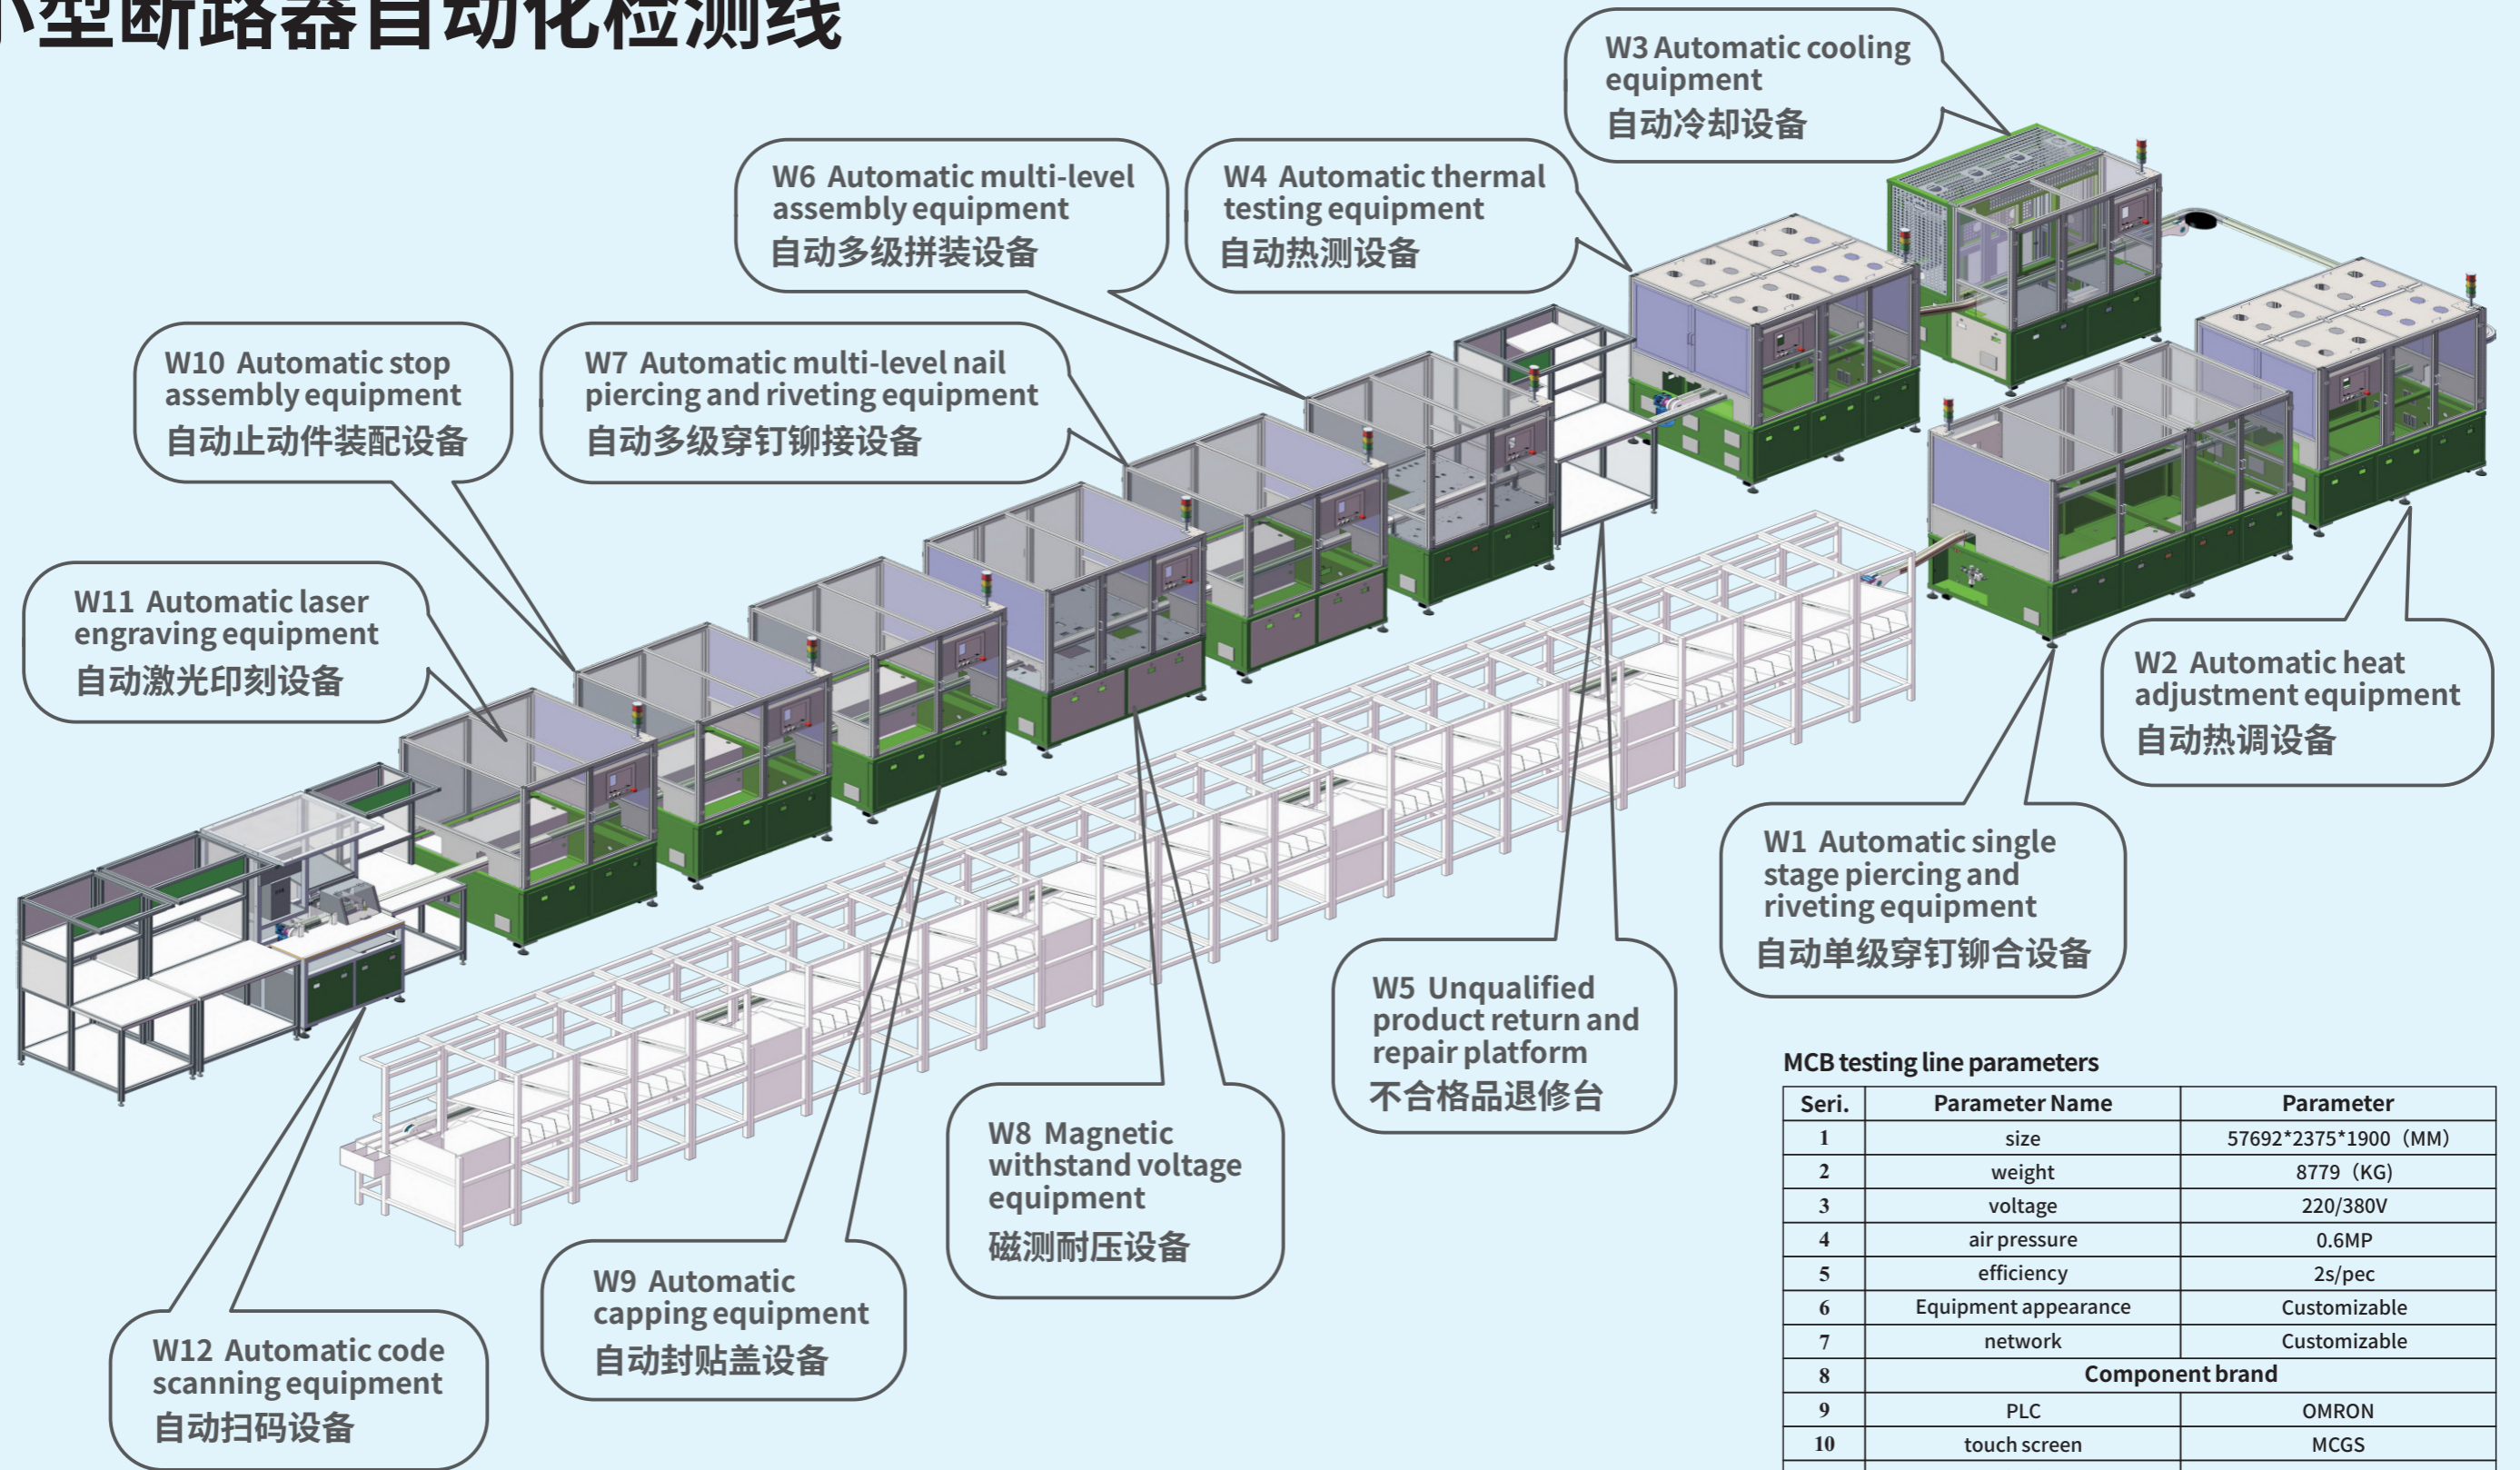 小型断路器自动化检测线
W3 Automatic cooling
equipment
自动冷却设备
W6 Automatic multi-level
assembly equipment
自动多级拼装设备
W4 Automatic thermal
testing equipment
自动热测设备
W10 Automatic stop
assembly equipment
自动止动件装配设备
W7 Automatic multi-level nail
piercing and riveting equipment
自动多级穿钉铆接设备
W11 Automatic laser
engraving equipment
自动激光印刻设备
W2 Automatic heat
adjustment equipment
自动热调设备
W1 Automatic single
stage piercing and
riveting equipment
自动单级穿钉铆合设备
W5 Unqualified
product return and
repair platform
不合格品退修台
W8 Magnetic
withstand voltage
equipment
磁测耐压设备
W9 Automatic
capping equipment
自动封贴盖设备
W12 Automatic code
scanning equipment
自动扫码设备
MCB testing line parameters
Seri. Parameter Name Parameter
1 size 57692*2375*1900（MM）
2 weight 8779（KG)
3 voltage 220/380V
4 air pressure 0.6MP
5 efficiency 2s/pec
6 Equipment appearance Customizable
7 network Customizable
8 Component brand
9 PLC OMRON
10 touch screen MCGS